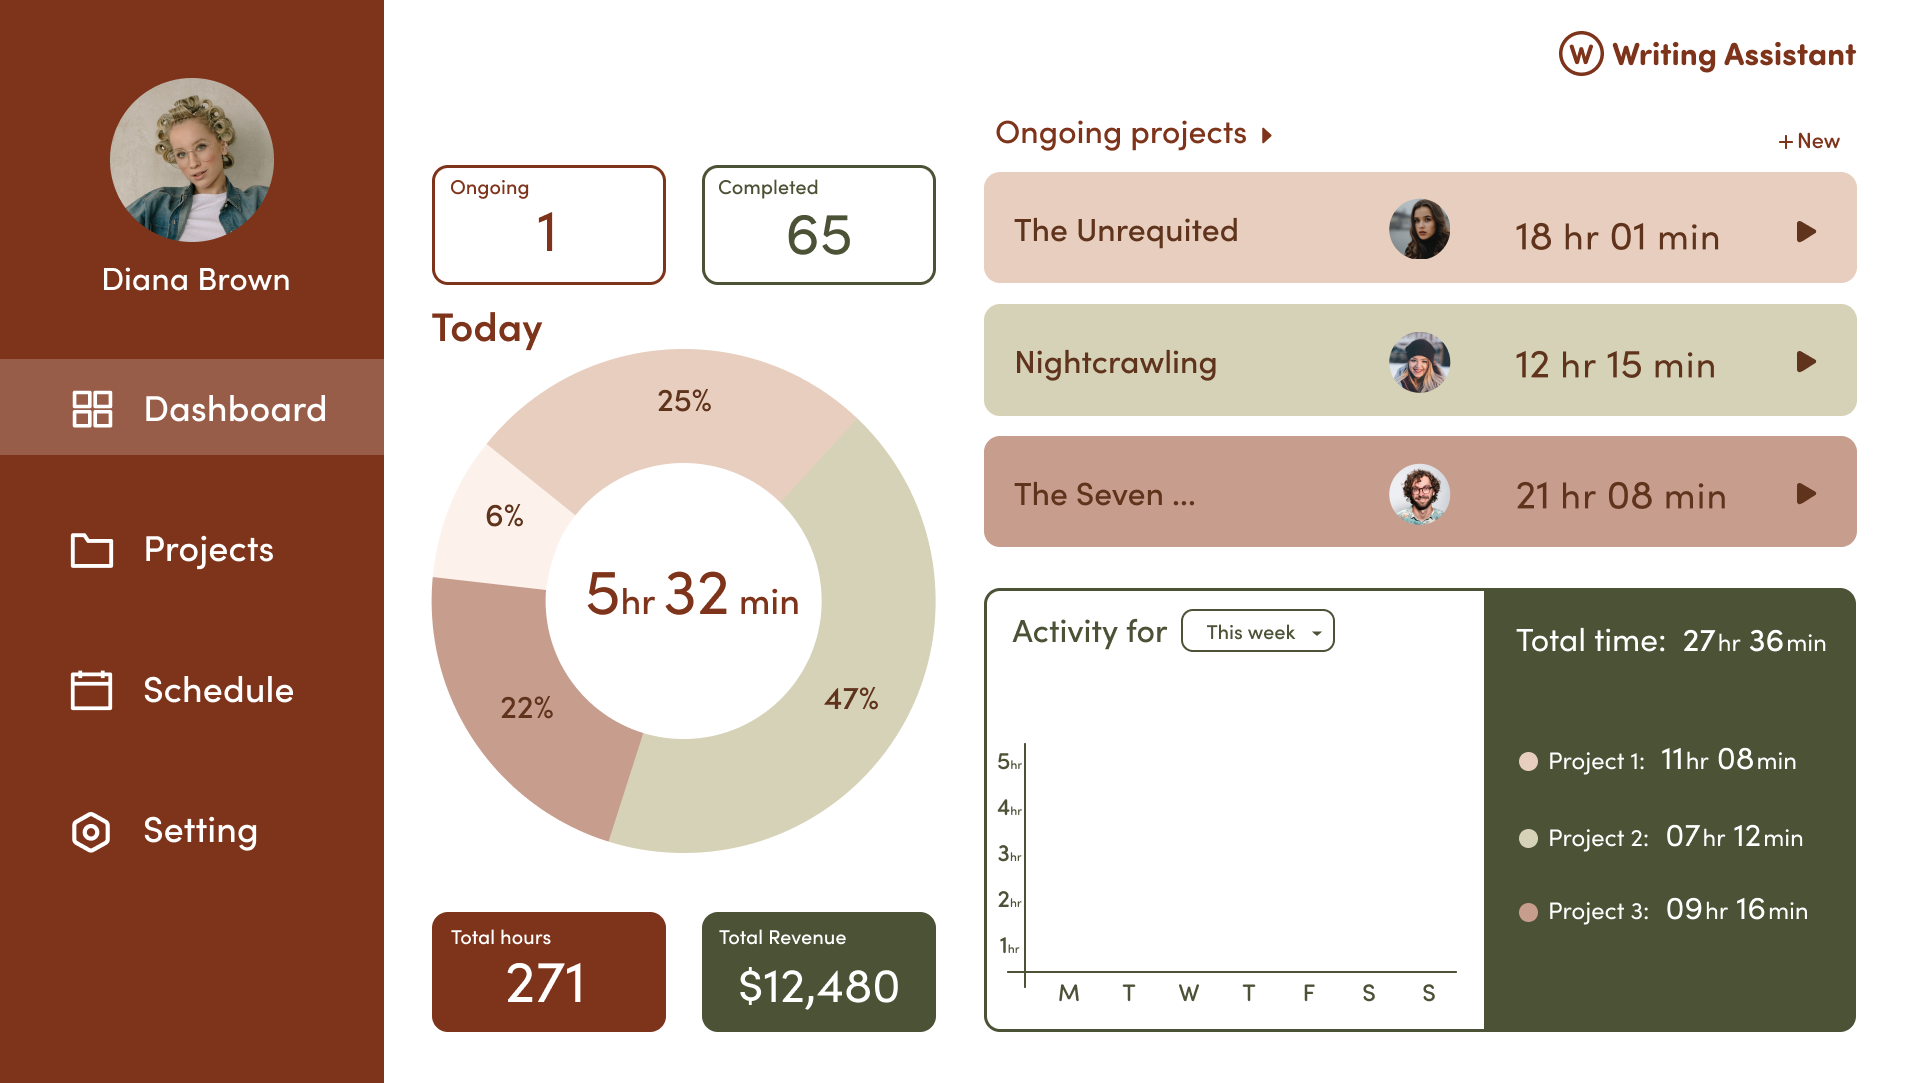 Diana Brown
Dashboard
Projects
Schedule
Setting
W Writing Assistant
Ongoing
1
Completed
65
Today
25%
6%
5hr 32 min
22%
47%
Total hours
271
Total Revenue
$12,480
Ongoing projects
+ New
The Unrequited 18 hr 01 min
Nightcrawling 12 hr 15 min
The Seven ... 21 hr 08 min
Activity for This week
5hr
4hr
3hr
2hr
1hr
M T W T F S S
Total time: 27hr 36min
Project 1: 11hr 08min
Project 2: 07hr 12min
Project 3: 09hr 16min